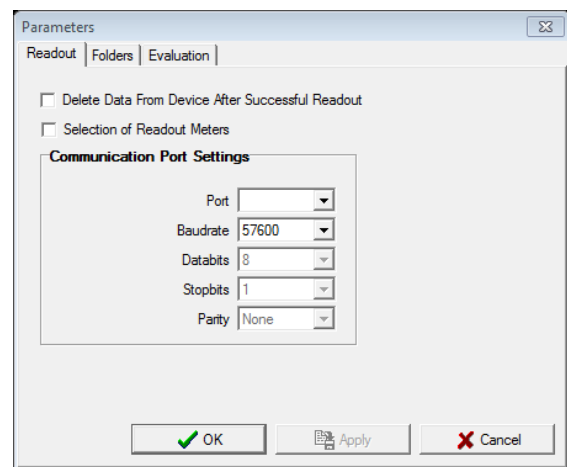 Parameters
Readout Folders Evaluation
Delete Data From Device After Successful Readout
Selection of Readout Meters
Communication Port Settings
Port
Baudrate 57600
Databits 8
Stopbits 1
Parity None
OK Apply Cancel